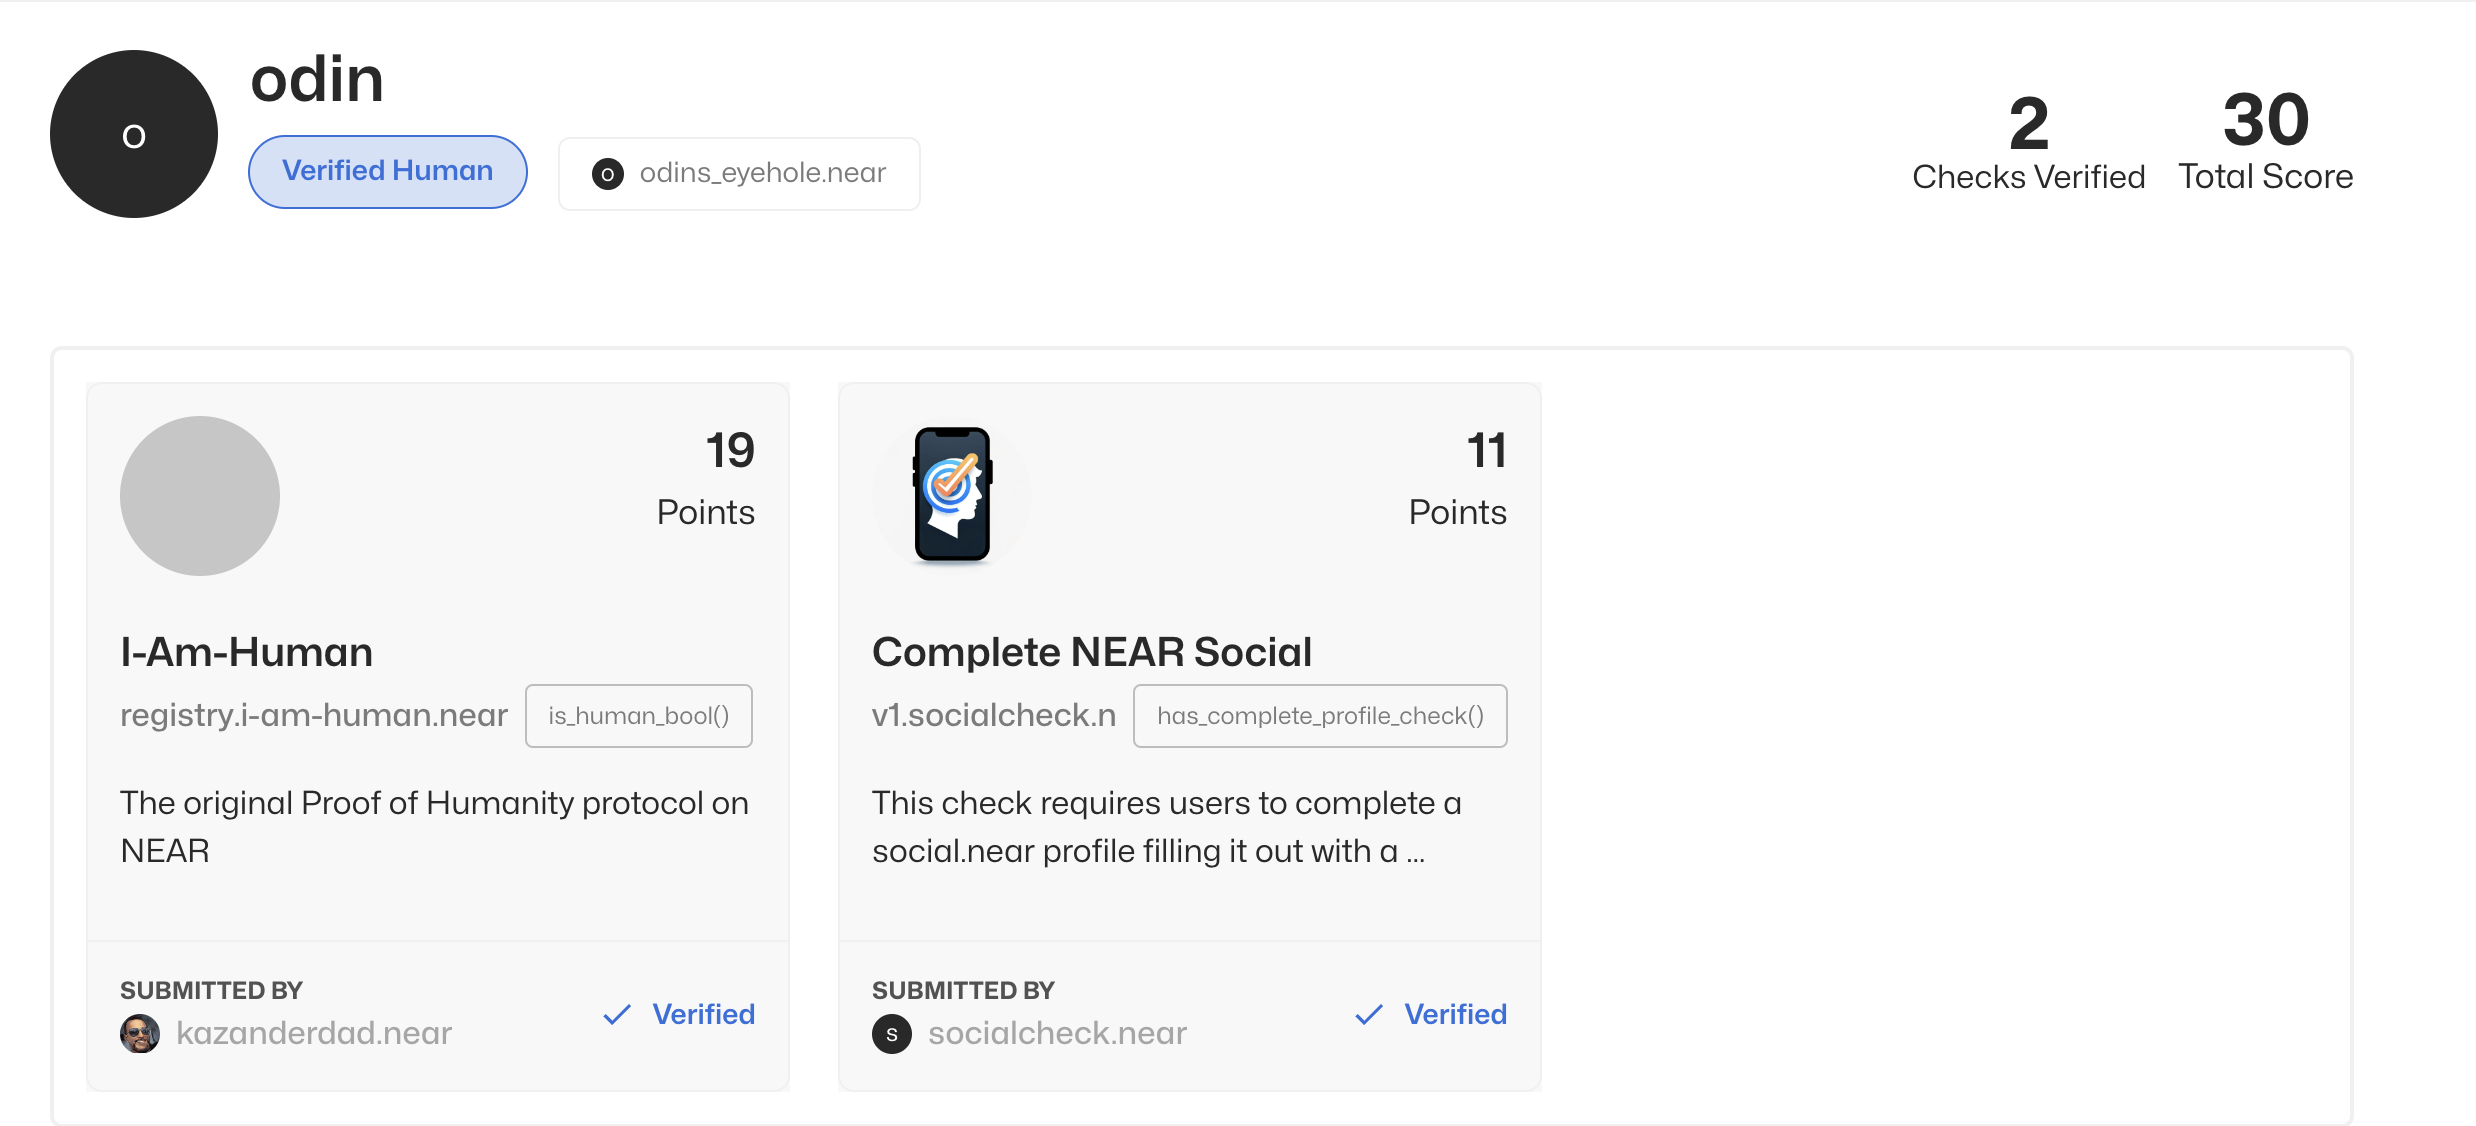 O
odin
Verified Human
O
odins_eyehole.near
2
Checks Verified
30
Total Score
19
Points
I-Am-Human
registry.i-am-human.near
is_human_bool()
The original Proof of Humanity protocol on
NEAR
SUBMITTED BY
kazanderdad.near
Verified
11
Points
Complete NEAR Social
v1.socialcheck.n
has_complete_profile_check()
This check requires users to complete a
social.near profile filling it out with a ...
SUBMITTED BY
S
socialcheck.near
Verified